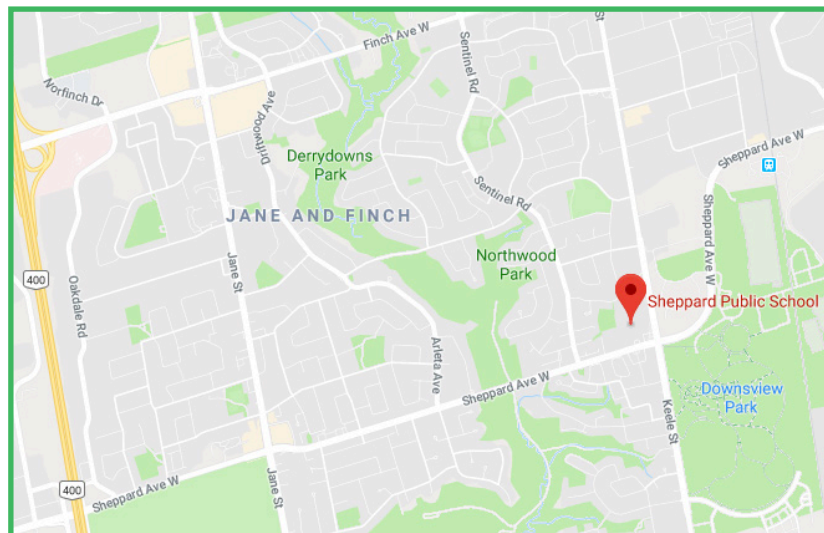 St
Finch Ave W
Sentinel Rd
Norfinch Dr
Driftwood Ave
Derrydowns
Park
Sheppard Ave W
Sentinel Rd
JANE AND FINCH
Sheppard Ave W
Northwood
Park
Jane St
400
Oakdale Rd
Sheppard Public School
Arleta Ave
Sheppard Ave W
Downsview
Park
Keele St
Jane St
400
Sheppard Ave W